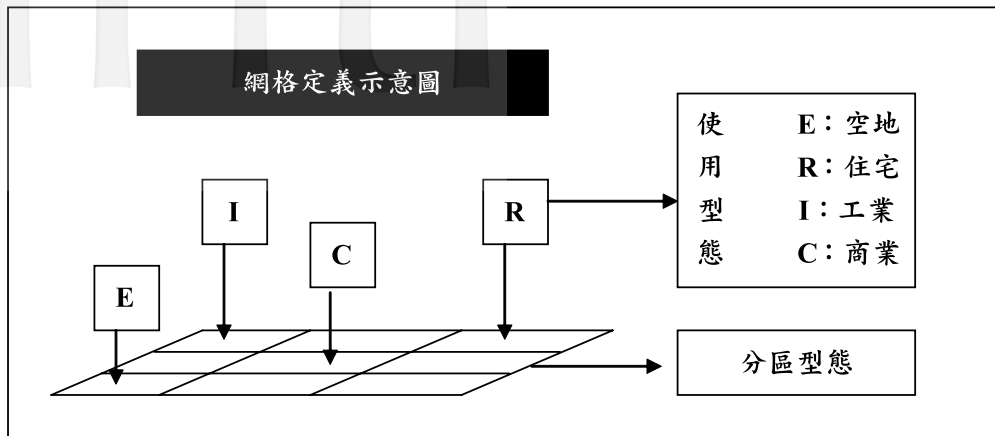 網格定義示意圖
使 E：空地
用 R：住宅
型 I：工業
態 C：商業
I
R
C
E
分區型態